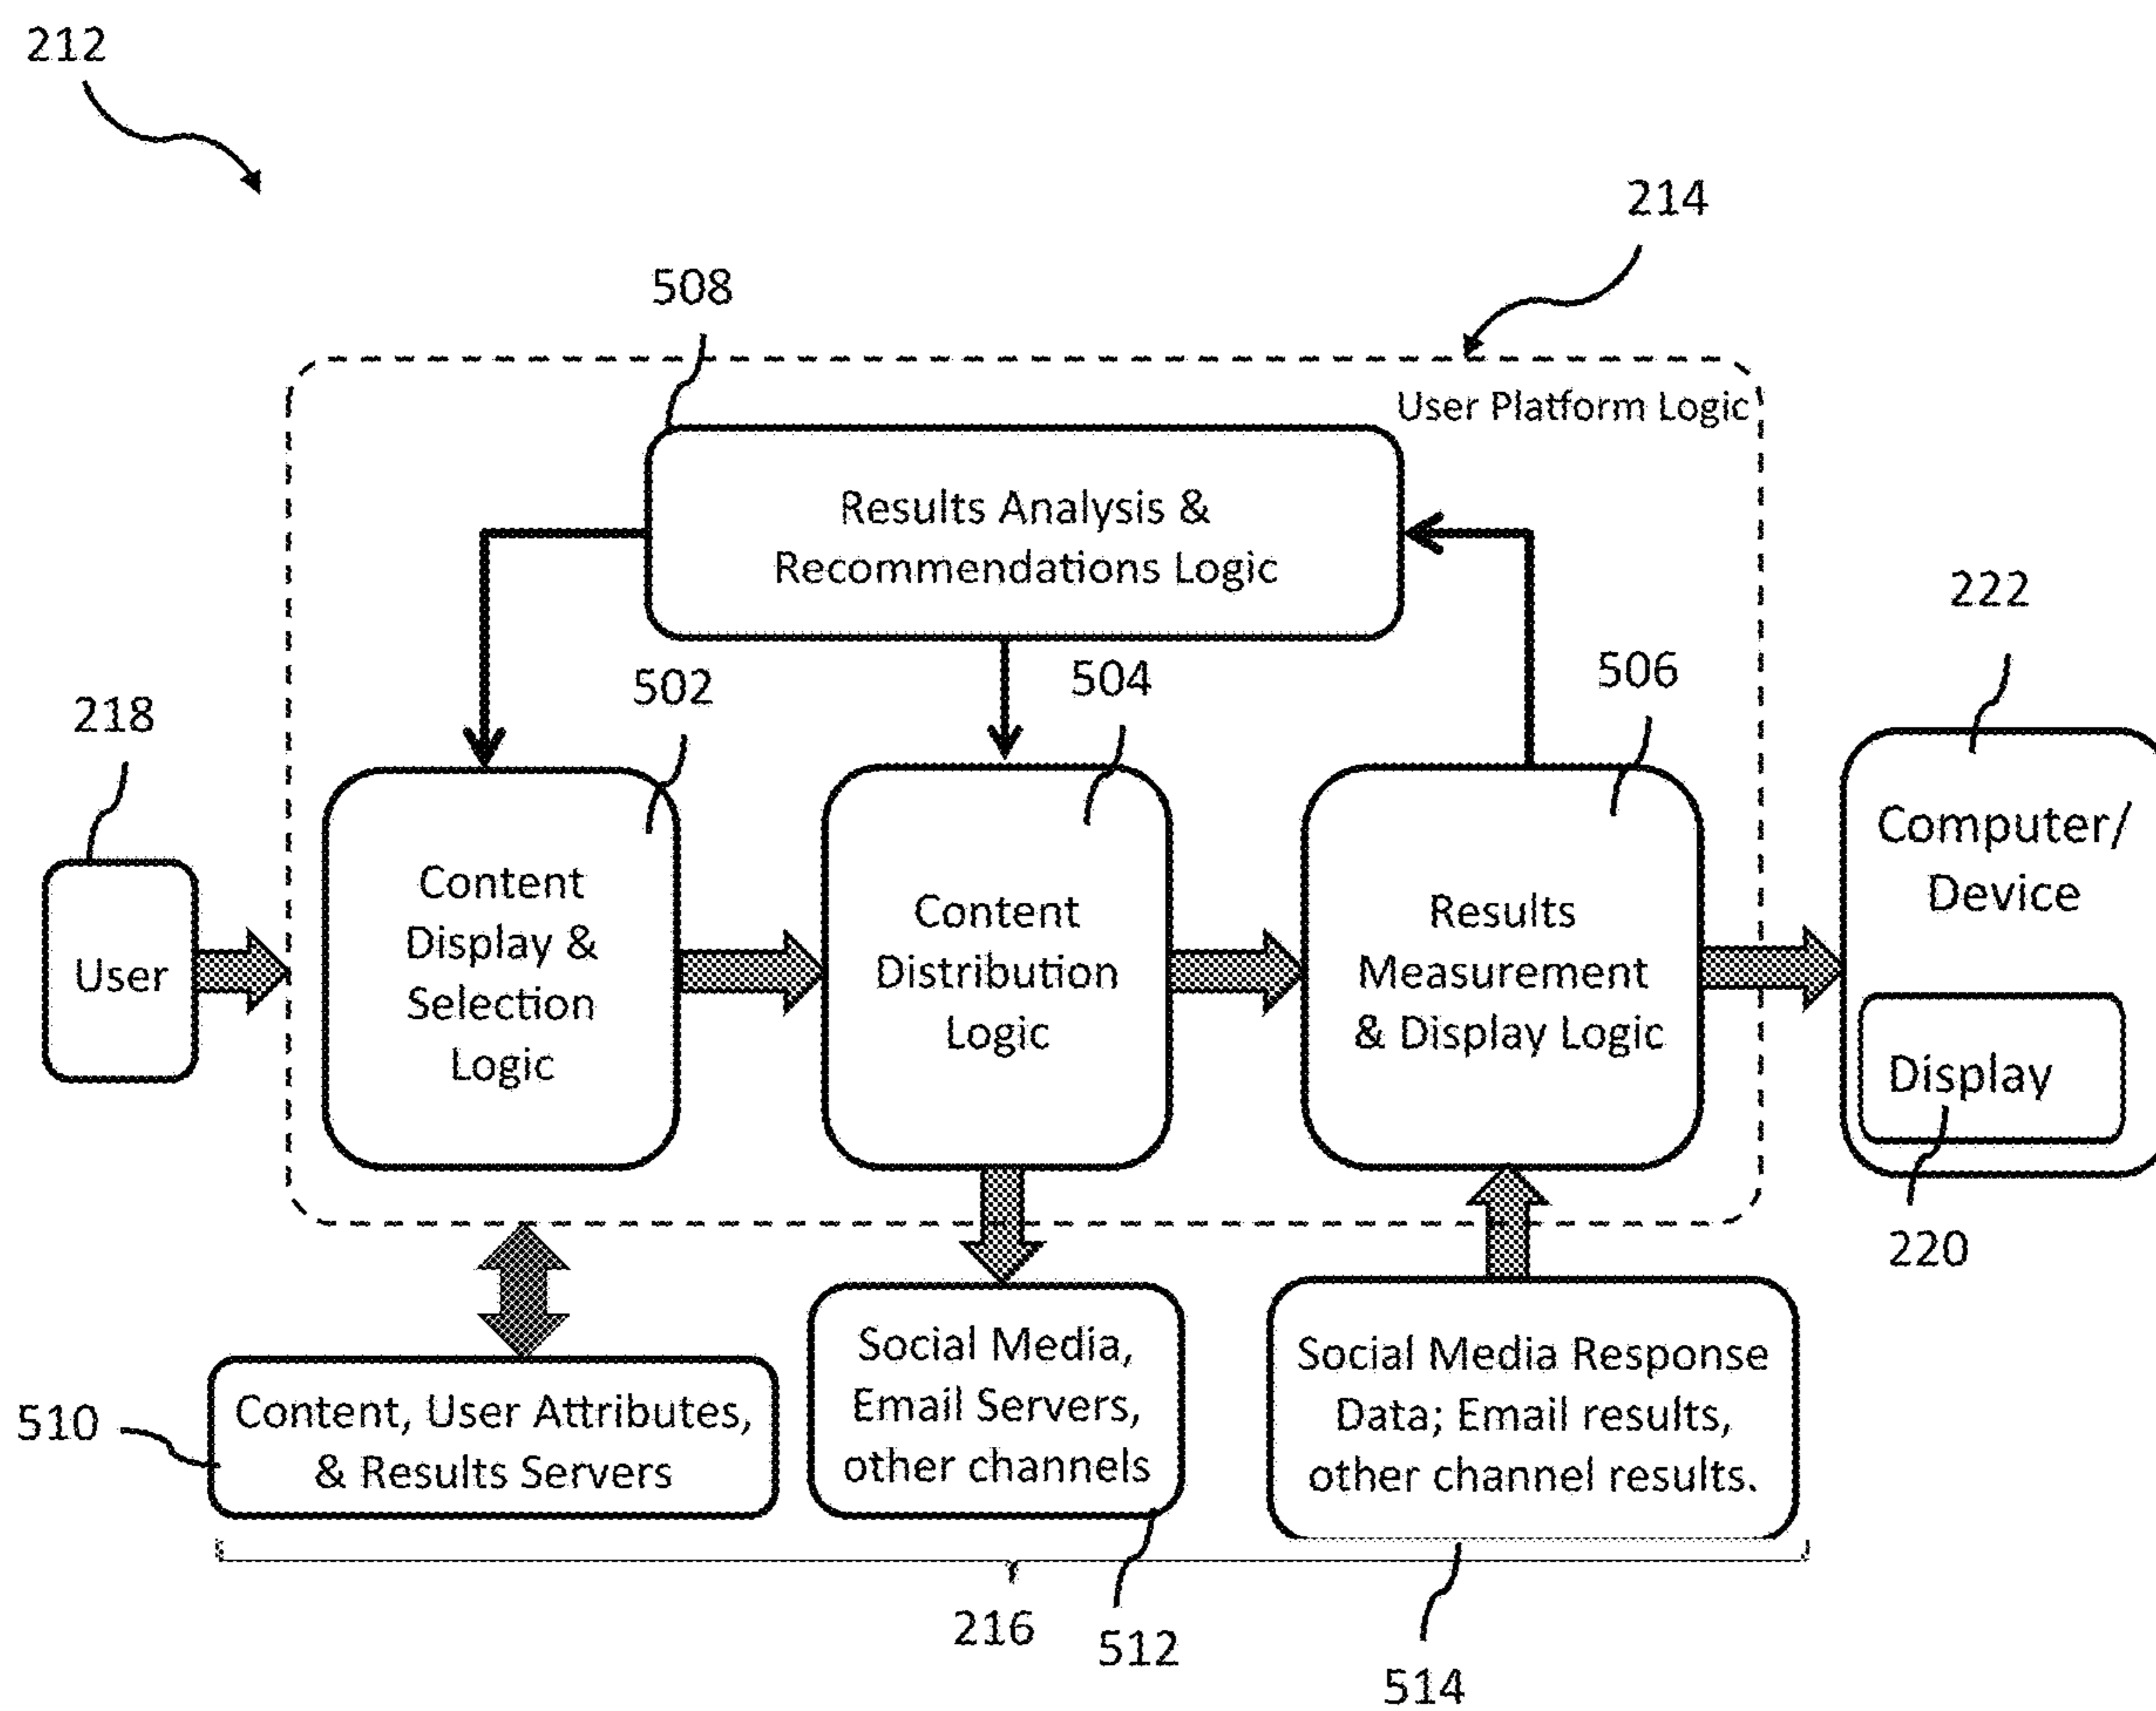 212
214
508
User Platform Logic
Results Analysis &
Recommendations Logic
222
502
504
506
218
Computer/
Device
Content
Display &
Selection
Logic
Content
Distribution
Logic
Results
Measurement
& Display Logic
User
Display
220
Social Media,
Email Servers,
other channels
Social Media Response
Data; Email results,
other channel results.
510
Content, User Attributes,
& Results Servers
216
512
514